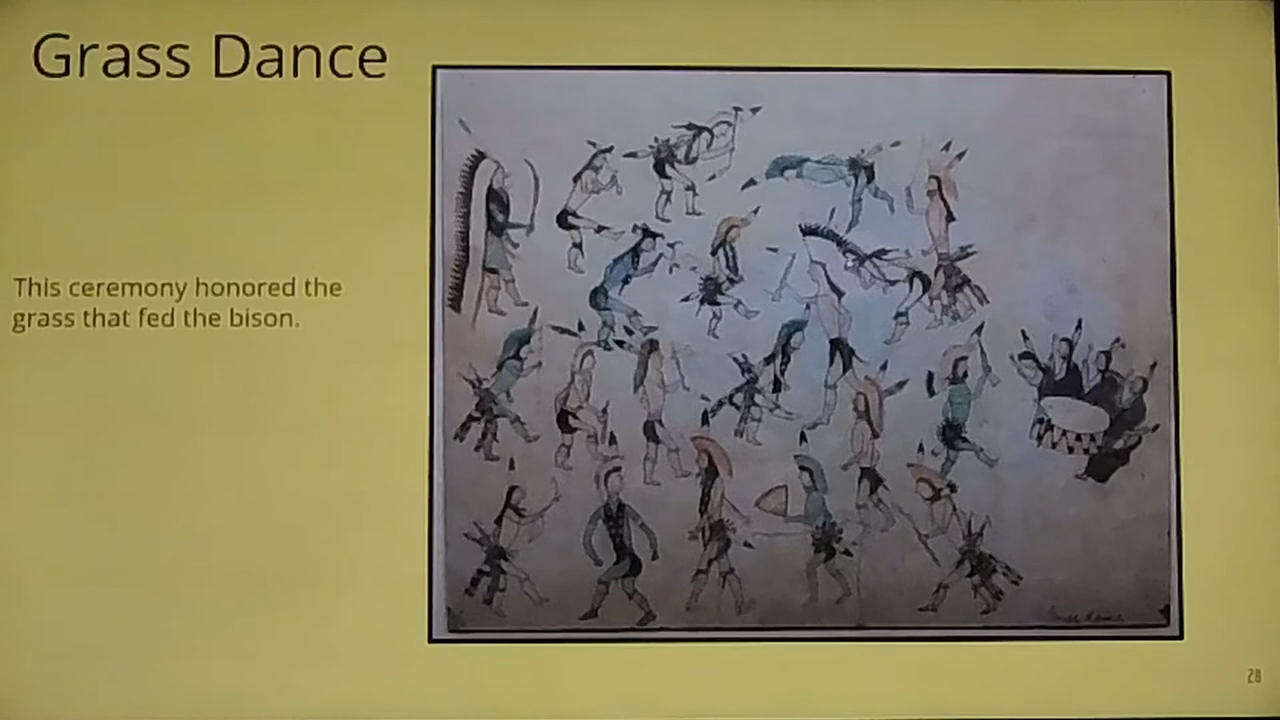 Grass Dance
This ceremony honored the
grass that fed the bison.
28